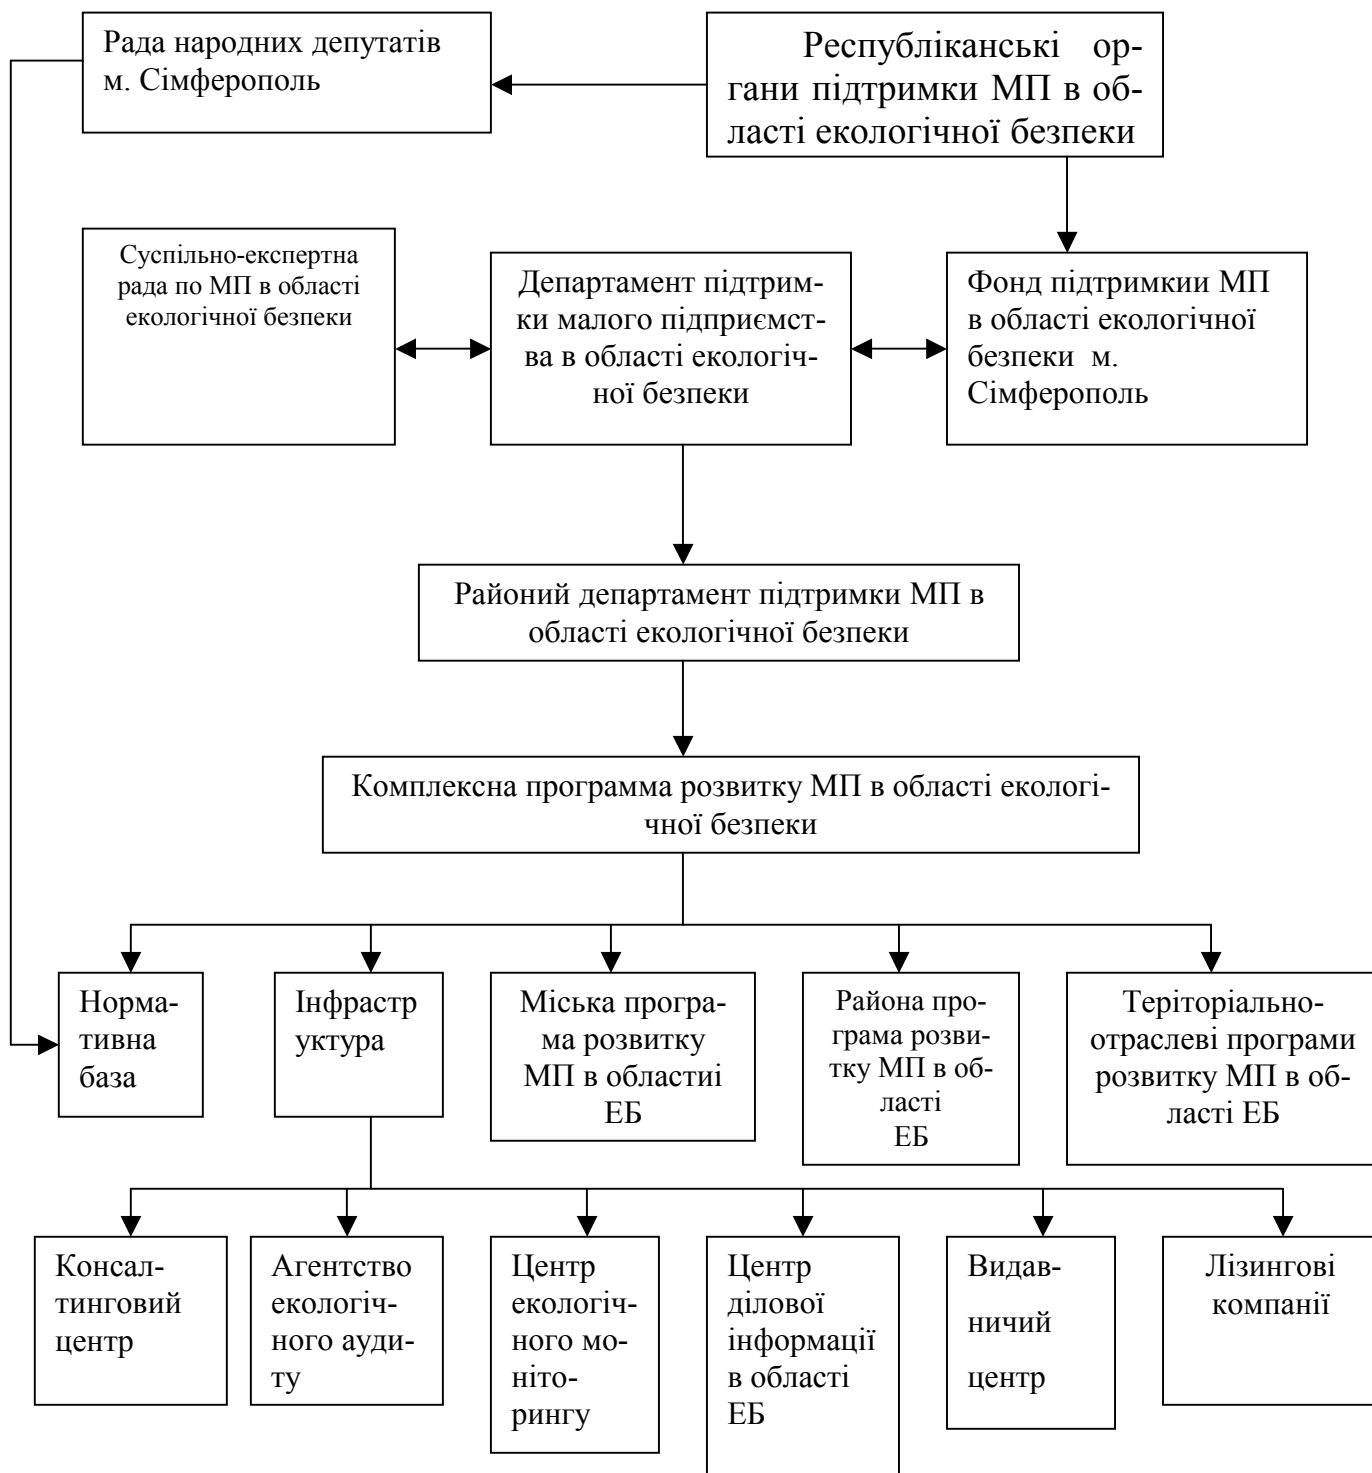 Рада народних депутатів
м. Сімферополь
Республіканські ор-
гани підтримки МП в об-
ласті екологічної безпеки
Суспільно-експертна
рада по МП в області
екологічної безпеки
Департамент підтрим-
ки малого підприємст-
ва в області екологіч-
ної безпеки
Фонд підтримкии МП
в області екологічної
безпеки м.
Сімферополь
Районий департамент підтримки МП в
області екологічної безпеки
Комплексна программа розвитку МП в області екологі-
чної безпеки
Норма-
тивна
база
Інфрастр
уктура
Міська програ-
ма розвитку
МП в областиі
ЕБ
Района про-
грама розви-
тку МП в об-
ласті
ЕБ
Теріторіально-
отраслеві програми
розвитку МП в об-
ласті ЕБ
Консал-
тинговий
центр
Агентство
екологіч-
ного ауди-
ту
Центр
екологіч-
ного мо-
ніто-
рингу
Центр
ділової
інформації
в області
ЕБ
Видав-
ничий
центр
Лізингові
компанії